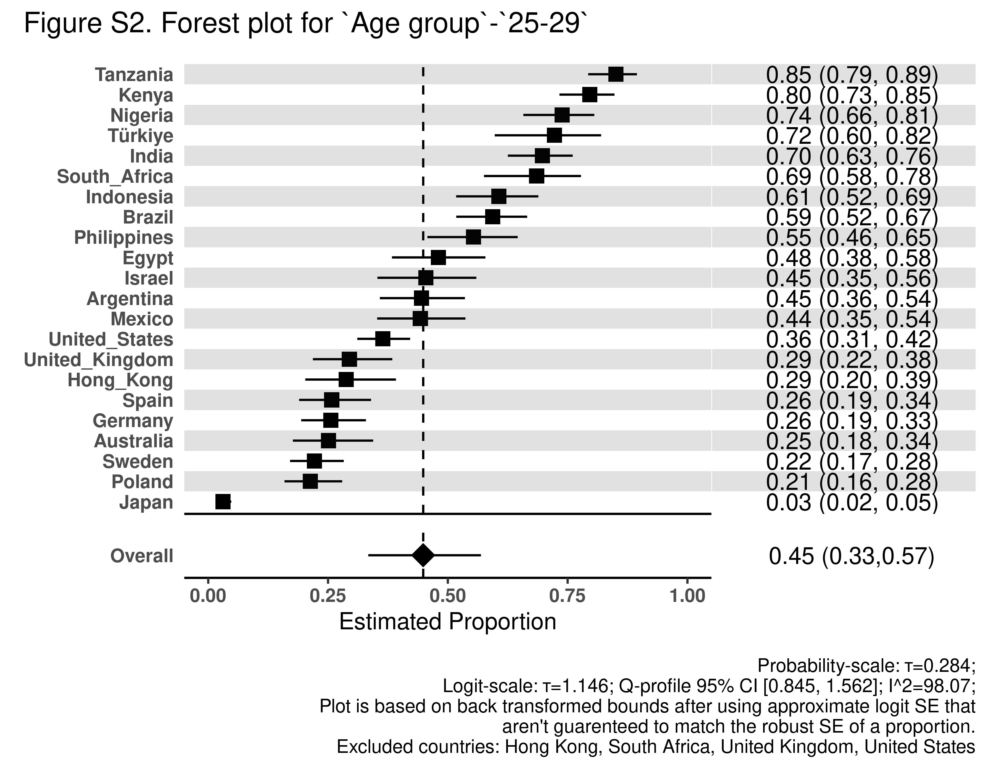 Figure S2. Forest plot for `Age group`-`25-29`
Tanzania 0.85 (0.79, 0.89)
Kenya 0.80 (0.73, 0.85)
Nigeria 0.74 (0.66, 0.81)
Türkiye 0.72 (0.60, 0.82)
India 0.70 (0.63, 0.76)
South_Africa 0.69 (0.58, 0.78)
Indonesia 0.61 (0.52, 0.69)
Brazil 0.59 (0.52, 0.67)
Philippines 0.55 (0.46, 0.65)
Egypt 0.48 (0.38, 0.58)
Israel 0.45 (0.35, 0.56)
Argentina 0.45 (0.36, 0.54)
Mexico 0.44 (0.35, 0.54)
United_States 0.36 (0.31, 0.42)
United_Kingdom 0.29 (0.22, 0.38)
Hong_Kong 0.29 (0.20, 0.39)
Spain 0.26 (0.19, 0.34)
Germany 0.26 (0.19, 0.33)
Australia 0.25 (0.18, 0.34)
Sweden 0.22 (0.17, 0.28)
Poland 0.21 (0.16, 0.28)
Japan 0.03 (0.02, 0.05)
Overall 0.45 (0.33,0.57)
0.00 0.25 0.50 0.75 1.00
Estimated Proportion
Probability-scale: τ=0.284;
Logit-scale: τ=1.146; Q-profile 95% CI [0.845, 1.562]; I^2=98.07;
Plot is based on back transformed bounds after using approximate logit SE that
aren't guarenteed to match the robust SE of a proportion.
Excluded countries: Hong Kong, South Africa, United Kingdom, United States